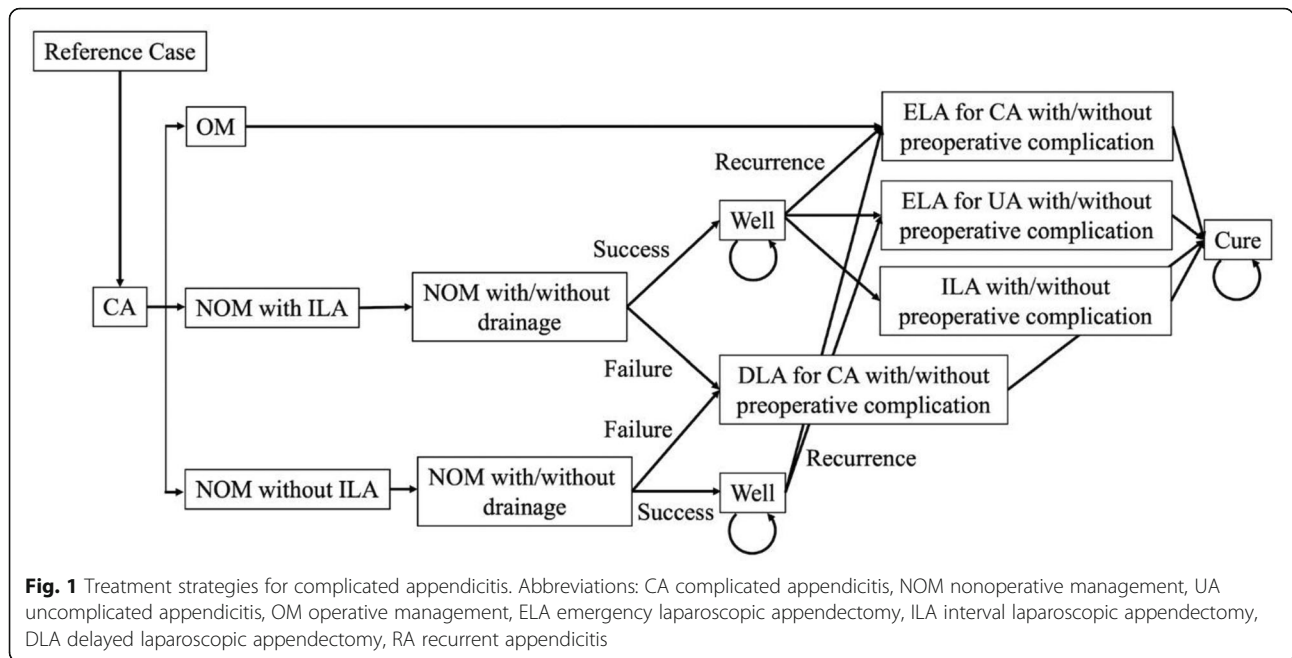 Reference Case
OM
ELA for CA with/without
preoperative complication
Recurrence
Well
ELA for UA with/without
preoperative complication
Success
Cure
ILA with/without
preoperative complication
CA
NOM with ILA
NOM with/without
drainage
Failure
DLA for CA with/without
preoperative complication
Failure
Recurrence
NOM without ILA
NOM with/without
drainage
Success
Well
Fig. 1 Treatment strategies for complicated appendicitis. Abbreviations: CA complicated appendicitis, NOM nonoperative management, UA
uncomplicated appendicitis, OM operative management, ELA emergency laparoscopic appendectomy, ILA interval laparoscopic appendectomy,
DLA delayed laparoscopic appendectomy, RA recurrent appendicitis